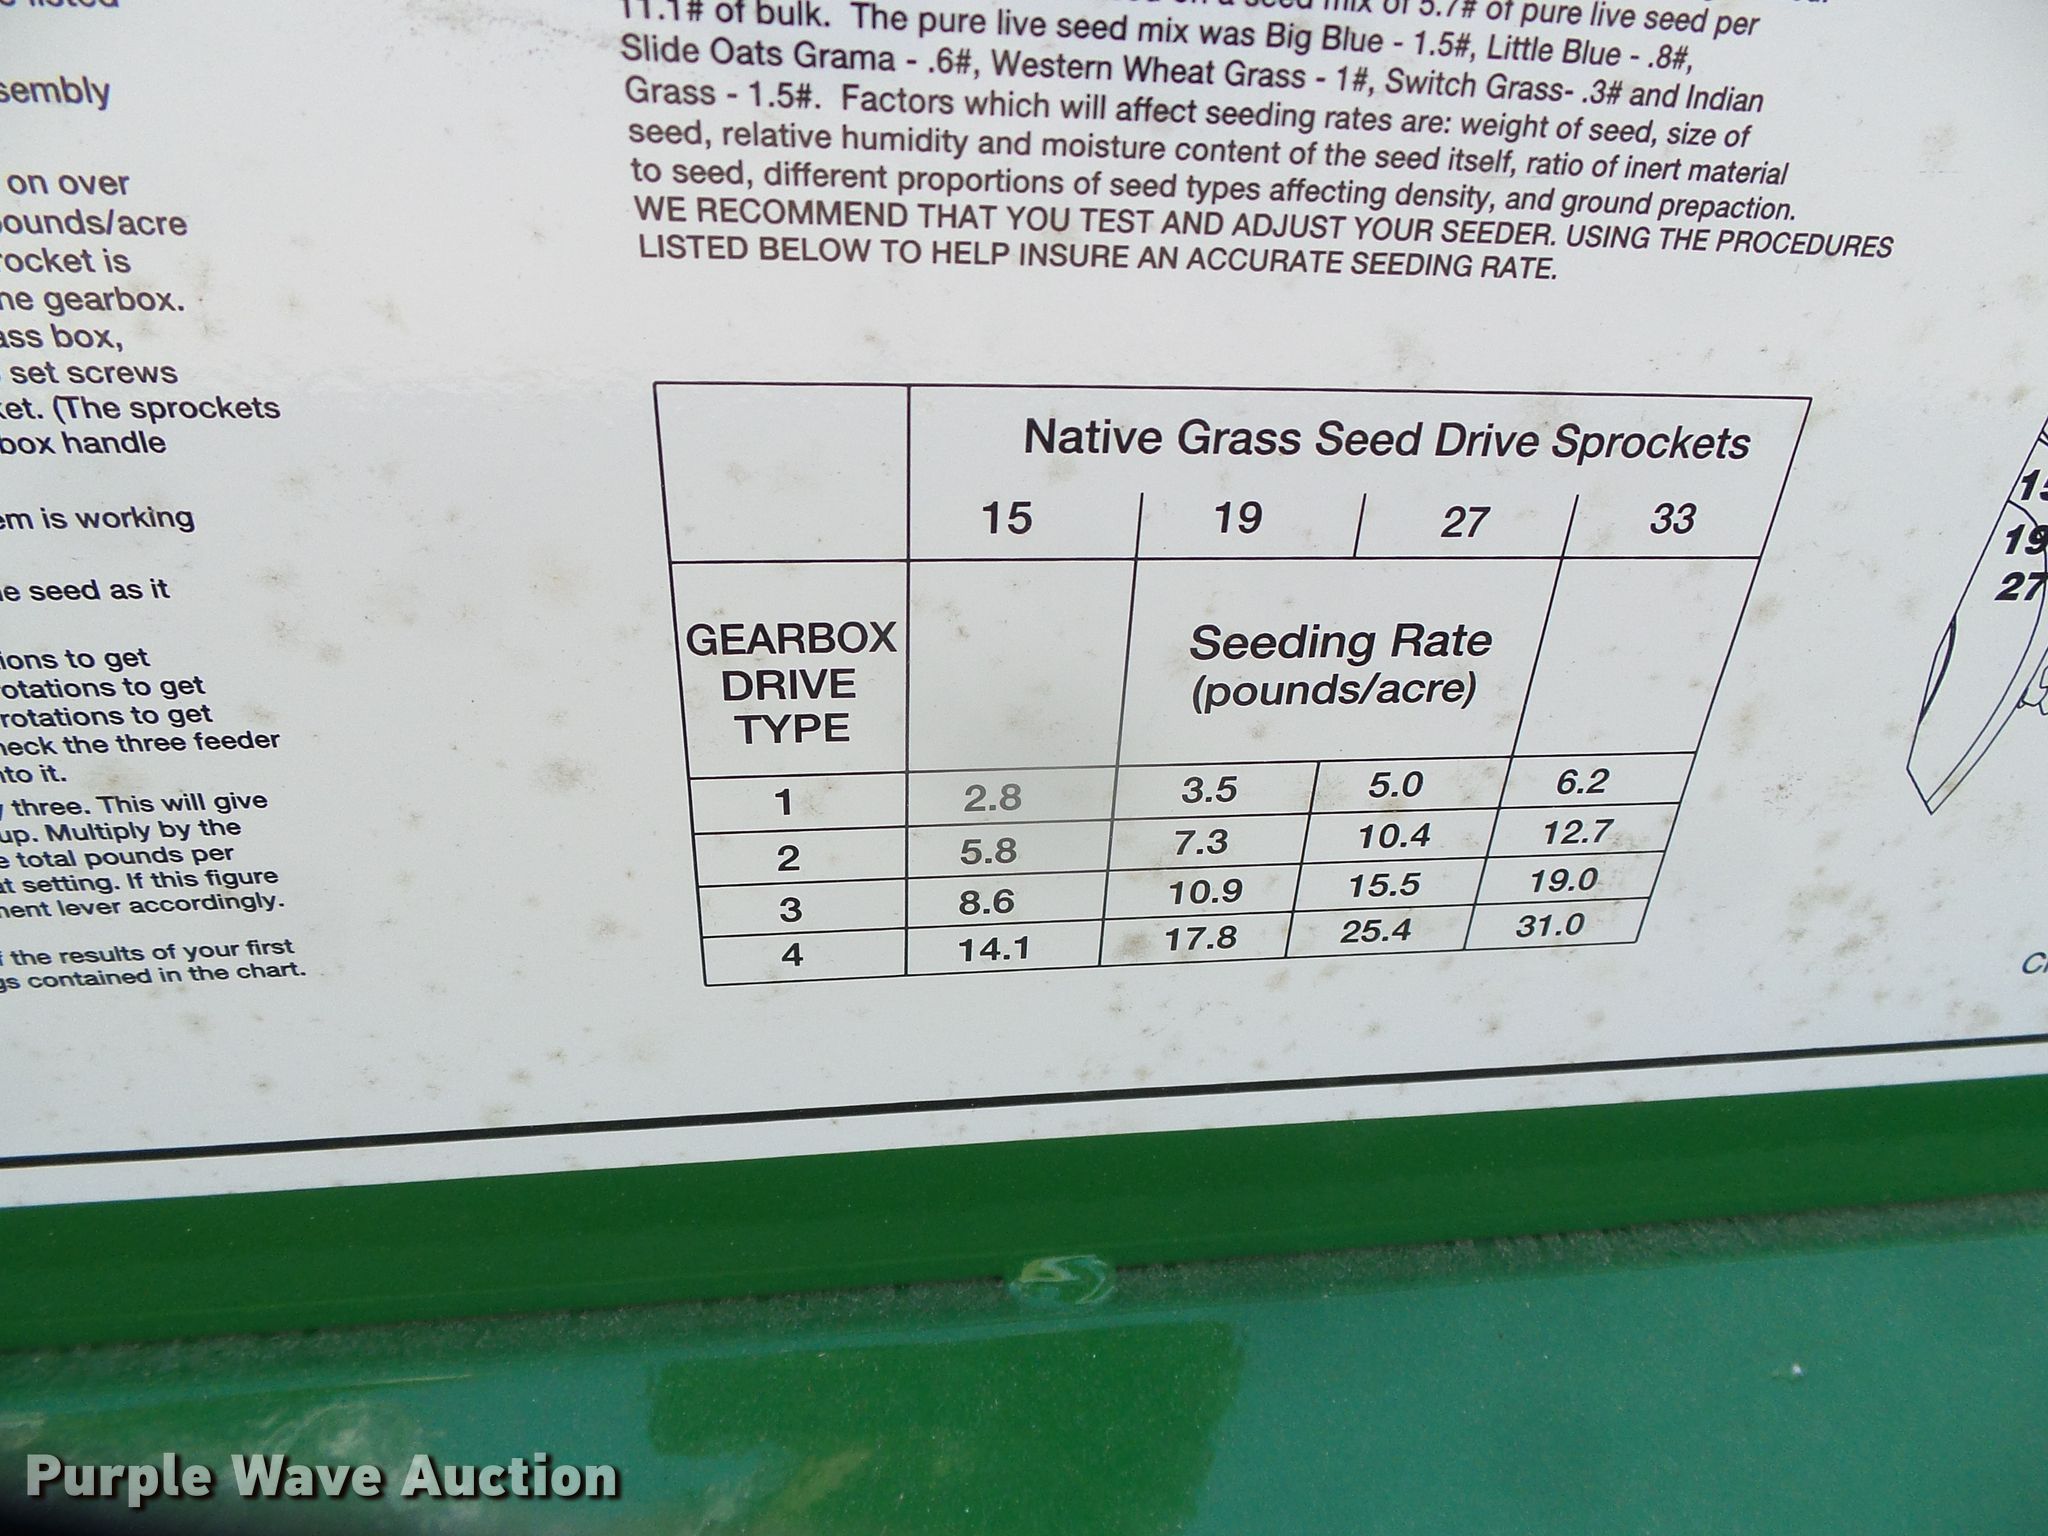 sembly
on over
pounds/acre
is
gearbox.
box,
set screws
(The sprockets
box handle
is working
seed as it
to get
rotations to get
rotations to get
check the three feeder
to it.
three. This will give
up. Multiply by the
total pounds per
setting. If this figure
lever accordingly.
the results of your first
contained in the chart.
11.1# of bulk. The pure live seed mix was Big Blue - 1.5#, Little Blue - .8#,
Slide Oats Grama - .6#, Western Wheat Grass - 1#, Switch Grass- .3# and Indian
Grass - 1.5#. Factors which will affect seeding rates are: weight of seed, size of
seed, relative humidity and moisture content of the seed itself, ratio of inert material
to seed, different proportions of seed types affecting density, and ground prepaction.
WE RECOMMEND THAT YOU TEST AND ADJUST YOUR SEEDER. USING THE PROCEDURES
LISTED BELOW TO HELP INSURE AN ACCURATE SEEDING RATE.
Native Grass Seed Drive Sprockets
15 19 27 33
GEARBOX
DRIVE
TYPE
Seeding Rate
(pounds/acre)
1 2.8 3.5 5.0 6.2
2 5.8 7.3 10.4 12.7
3 8.6 10.9 15.5 19.0
4 14.1 17.8 25.4 31.0
19
27
Purple Wave Auction